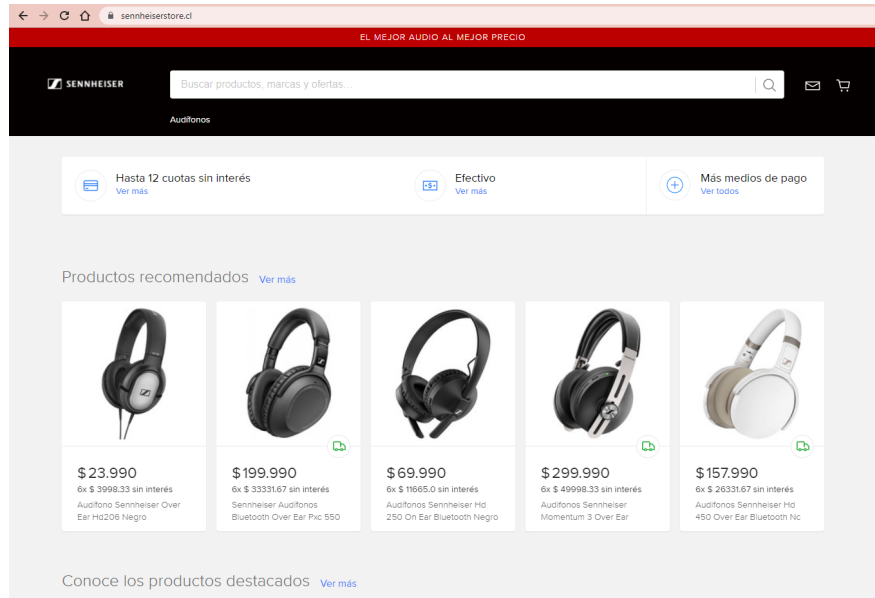 sennheiserstore.cl
EL MEJOR AUDIO AL MEJOR PRECIO
SENNHEISER
Buscar productos, marcas y ofertas...
Audífonos
Hasta 12 cuotas sin interés
Ver más
Efectivo
Ver más
Más medios de pago
Ver todos
Productos recomendados Ver más
$ 23.990
6x $ 3998.33 sin interés
Audífono Sennheiser Over
Ear Hd206 Negro
$ 199.990
6x $ 33331.67 sin interés
Sennheiser Audífonos
Bluetooth Over Ear Pxc 550
$ 69.990
6x $ 11665.0 sin interés
Audífonos Sennheiser Hd
250 On Ear Bluetooth Negro
$ 299.990
6x $ 49998.33 sin interés
Audífonos Sennheiser
Momentum 3 Over Ear
$ 157.990
6x $ 26331.67 sin interés
Audífonos Sennheiser Hd
450 Over Ear Bluetooth Nc
Conoce los productos destacados Ver más